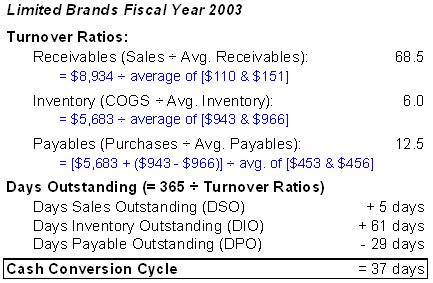 Limited Brands Fiscal Year 2003
Turnover Ratios:
Receivables (Sales ÷ Avg. Receivables): 68.5
= $8,934 ÷ average of [$110 & $151]
Inventory (COGS ÷ Avg. Inventory): 6.0
= $5,683 ÷ average of [$943 & $966]
Payables (Purchases ÷ Avg. Payables): 12.5
= [$5,683 + ($943 - $966)] ÷ avg. of [$453 & $456]
Days Outstanding (= 365 ÷ Turnover Ratios)
Days Sales Outstanding (DSO) + 5 days
Days Inventory Outstanding (DIO) + 61 days
Days Payable Outstanding (DPO) - 29 days
Cash Conversion Cycle = 37 days